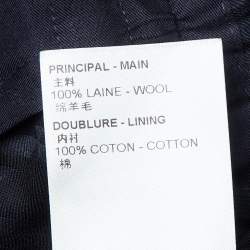 PRINCIPAL - MAIN
主料
100% LAINE - WOOL
绵羊毛
DOUBLURE - LINING
内衬
100% COTON - COTTON
棉